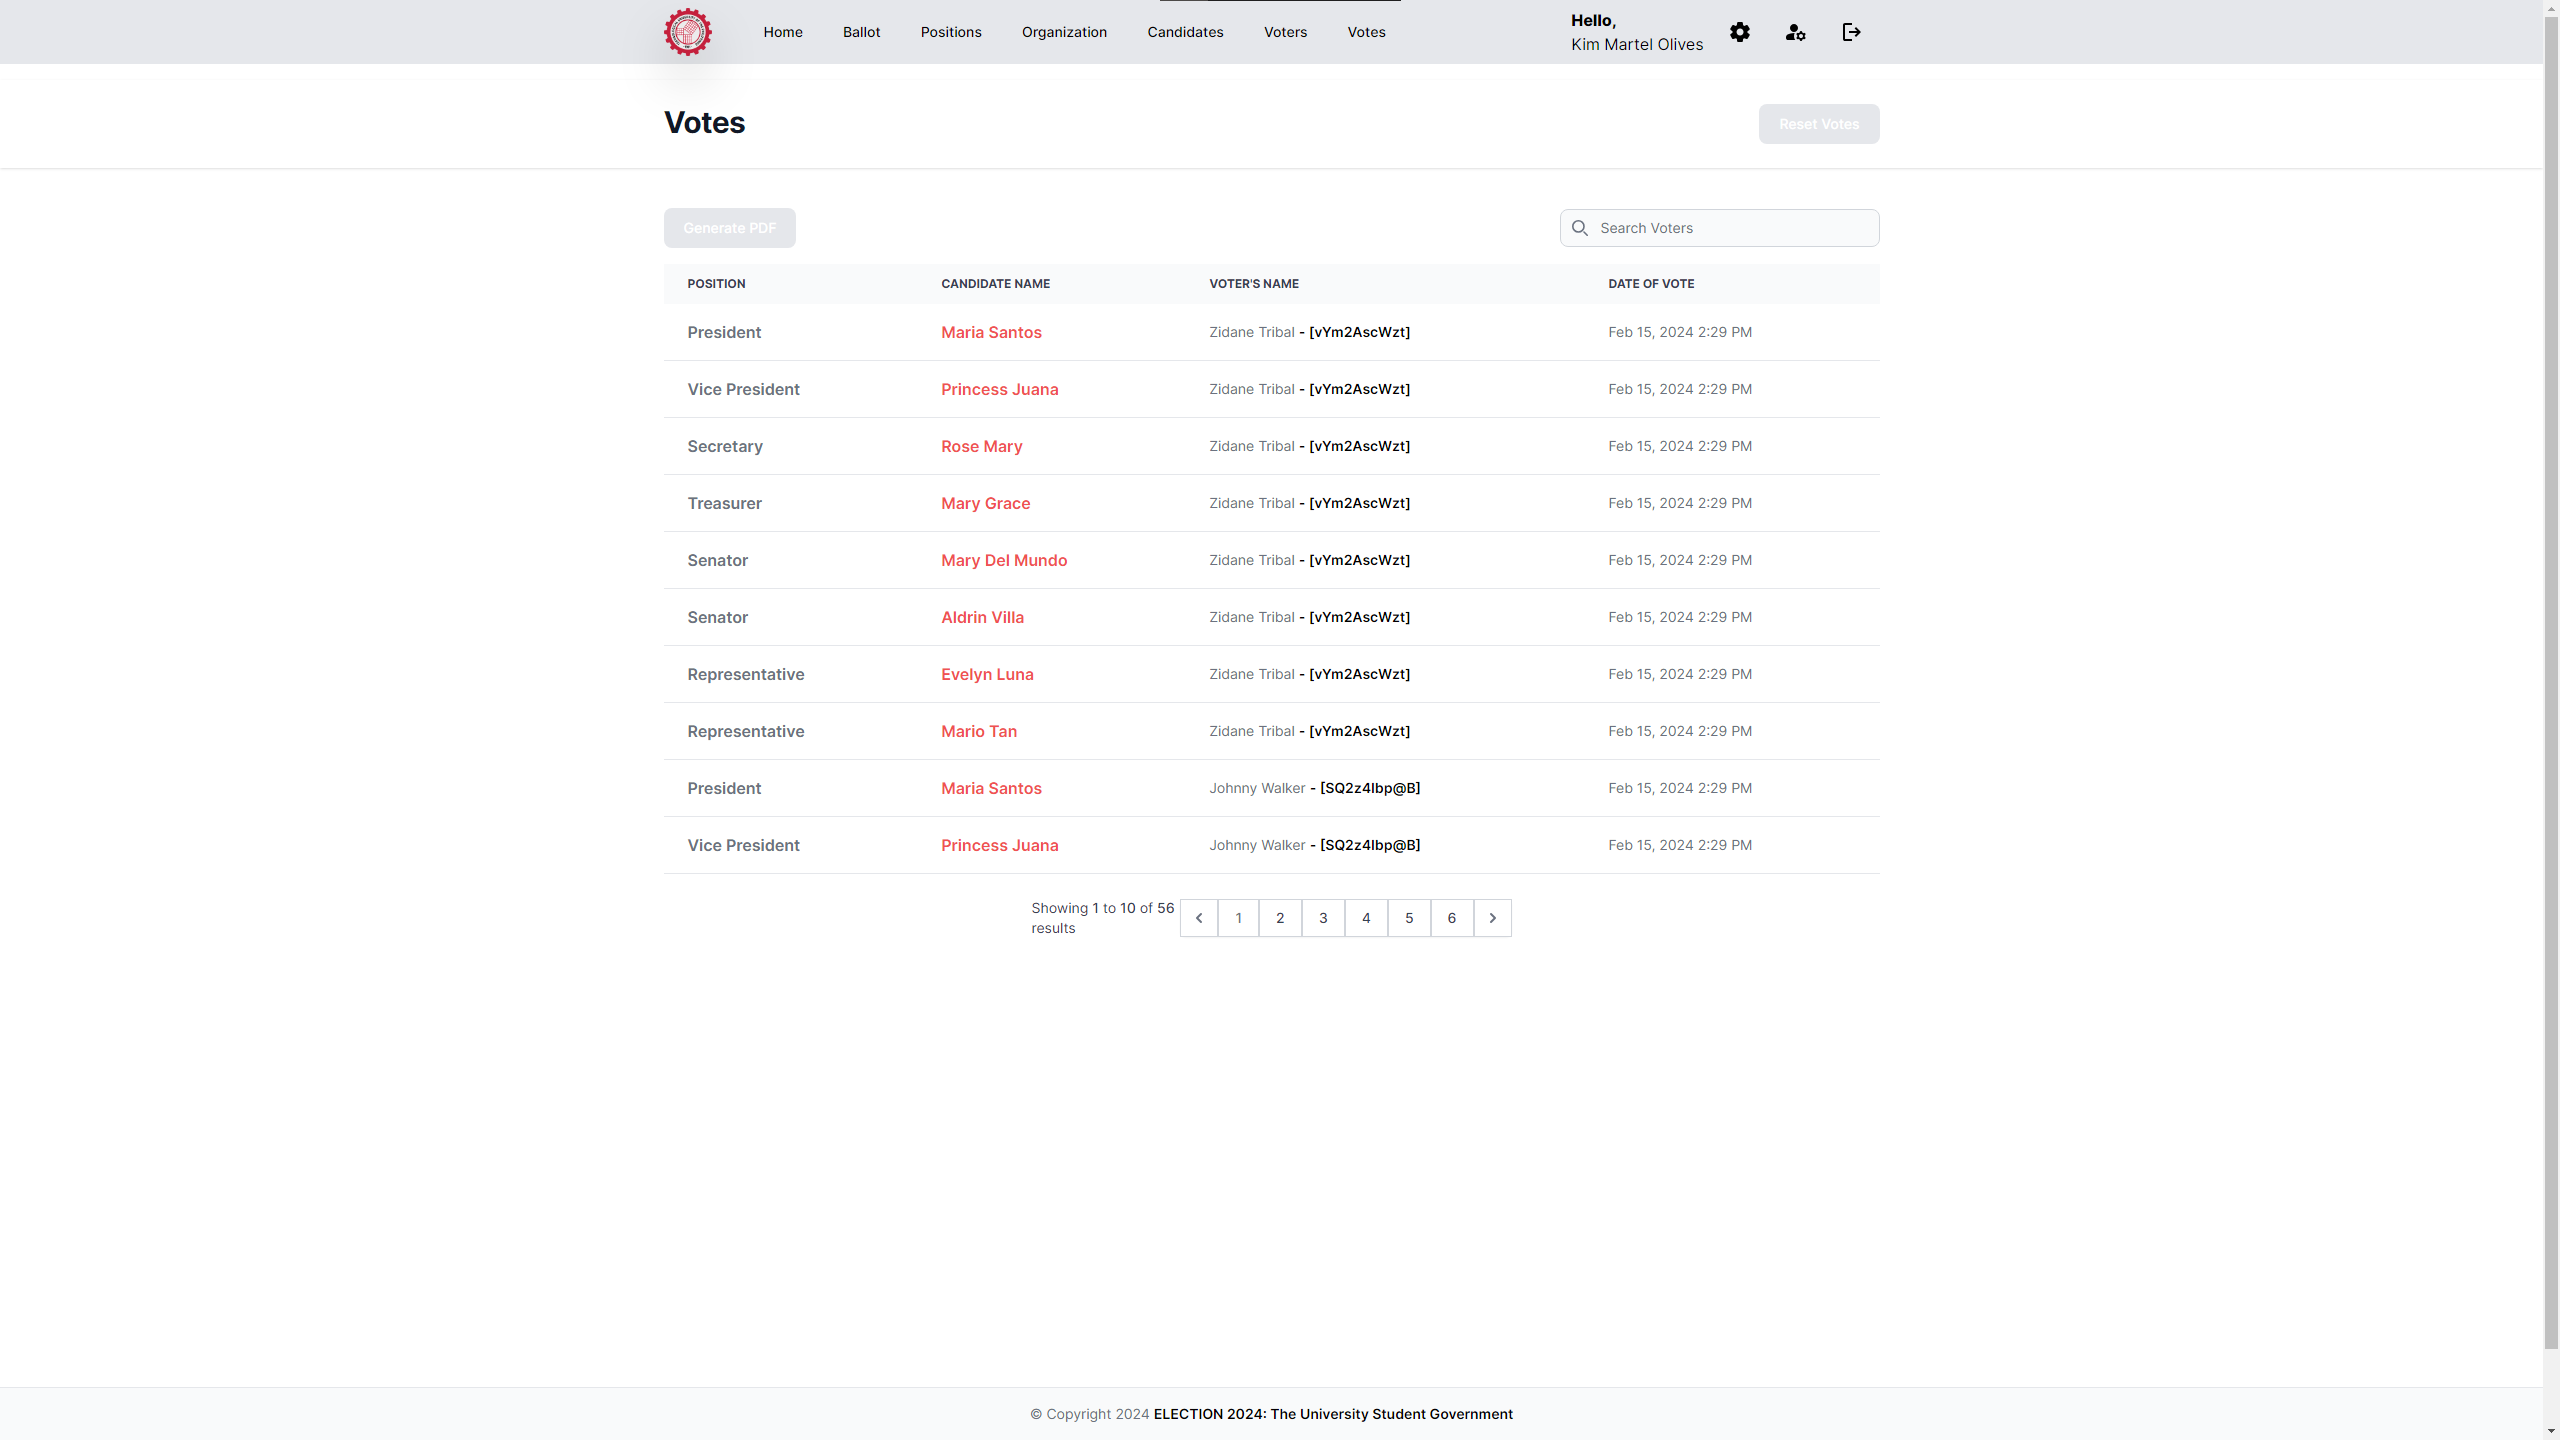 Home Ballot Positions Organization Candidates Voters Votes
Hello,
Kim Martel Olives
Votes
Reset Votes
Generate PDF
Search Voters
POSITION CANDIDATE NAME VOTER'S NAME DATE OF VOTE
President Maria Santos Zidane Tribal - [vYm2AscWzt] Feb 15, 2024 2:29 PM
Vice President Princess Juana Zidane Tribal - [vYm2AscWzt] Feb 15, 2024 2:29 PM
Secretary Rose Mary Zidane Tribal - [vYm2AscWzt] Feb 15, 2024 2:29 PM
Treasurer Mary Grace Zidane Tribal - [vYm2AscWzt] Feb 15, 2024 2:29 PM
Senator Mary Del Mundo Zidane Tribal - [vYm2AscWzt] Feb 15, 2024 2:29 PM
Senator Aldrin Villa Zidane Tribal - [vYm2AscWzt] Feb 15, 2024 2:29 PM
Representative Evelyn Luna Zidane Tribal - [vYm2AscWzt] Feb 15, 2024 2:29 PM
Representative Mario Tan Zidane Tribal - [vYm2AscWzt] Feb 15, 2024 2:29 PM
President Maria Santos Johnny Walker - [SQ2z4lbp@B] Feb 15, 2024 2:29 PM
Vice President Princess Juana Johnny Walker - [SQ2z4lbp@B] Feb 15, 2024 2:29 PM
Showing 1 to 10 of 56
results
1 2 3 4 5 6
© Copyright 2024 ELECTION 2024: The University Student Government